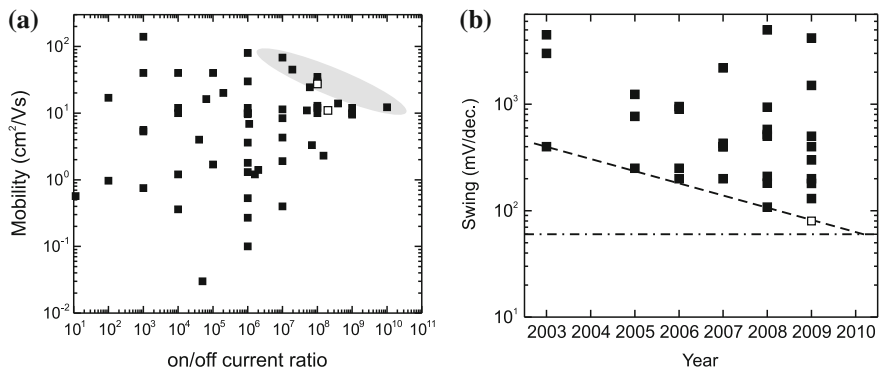 (a)
Mobility (cm²/Vs)
10²
10¹
10⁰
10⁻¹
10⁻²
10¹ 10² 10³ 10⁴ 10⁵ 10⁶ 10⁷ 10⁸ 10⁹ 10¹⁰ 10¹¹
on/off current ratio
(b)
Swing (mV/dec.)
10³
10²
10¹
2003 2004 2005 2006 2007 2008 2009 2010
Year